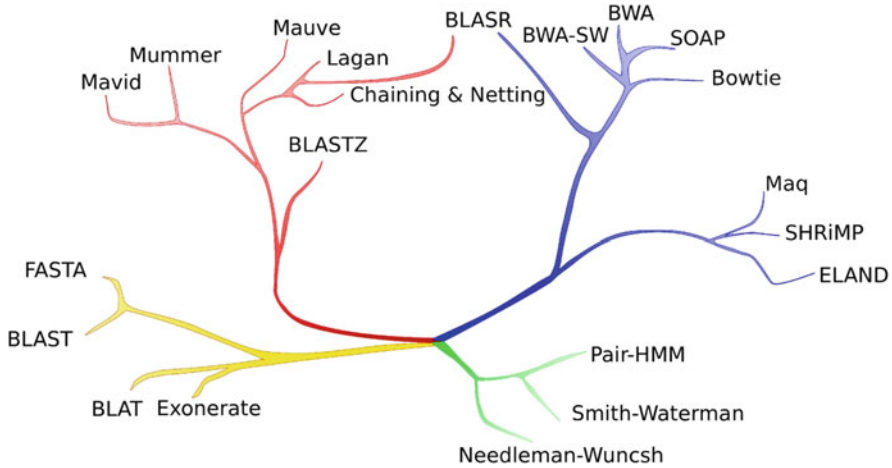 BLASR
BWA
BWA-SW
SOAP
Mauve
Mummer
Lagan
Mavid
Bowtie
Chaining & Netting
BLASTZ
Maq
SHRiMP
FASTA
ELAND
BLAST
Pair-HMM
BLAT
Exonerate
Smith-Waterman
Needleman-Wuncsh